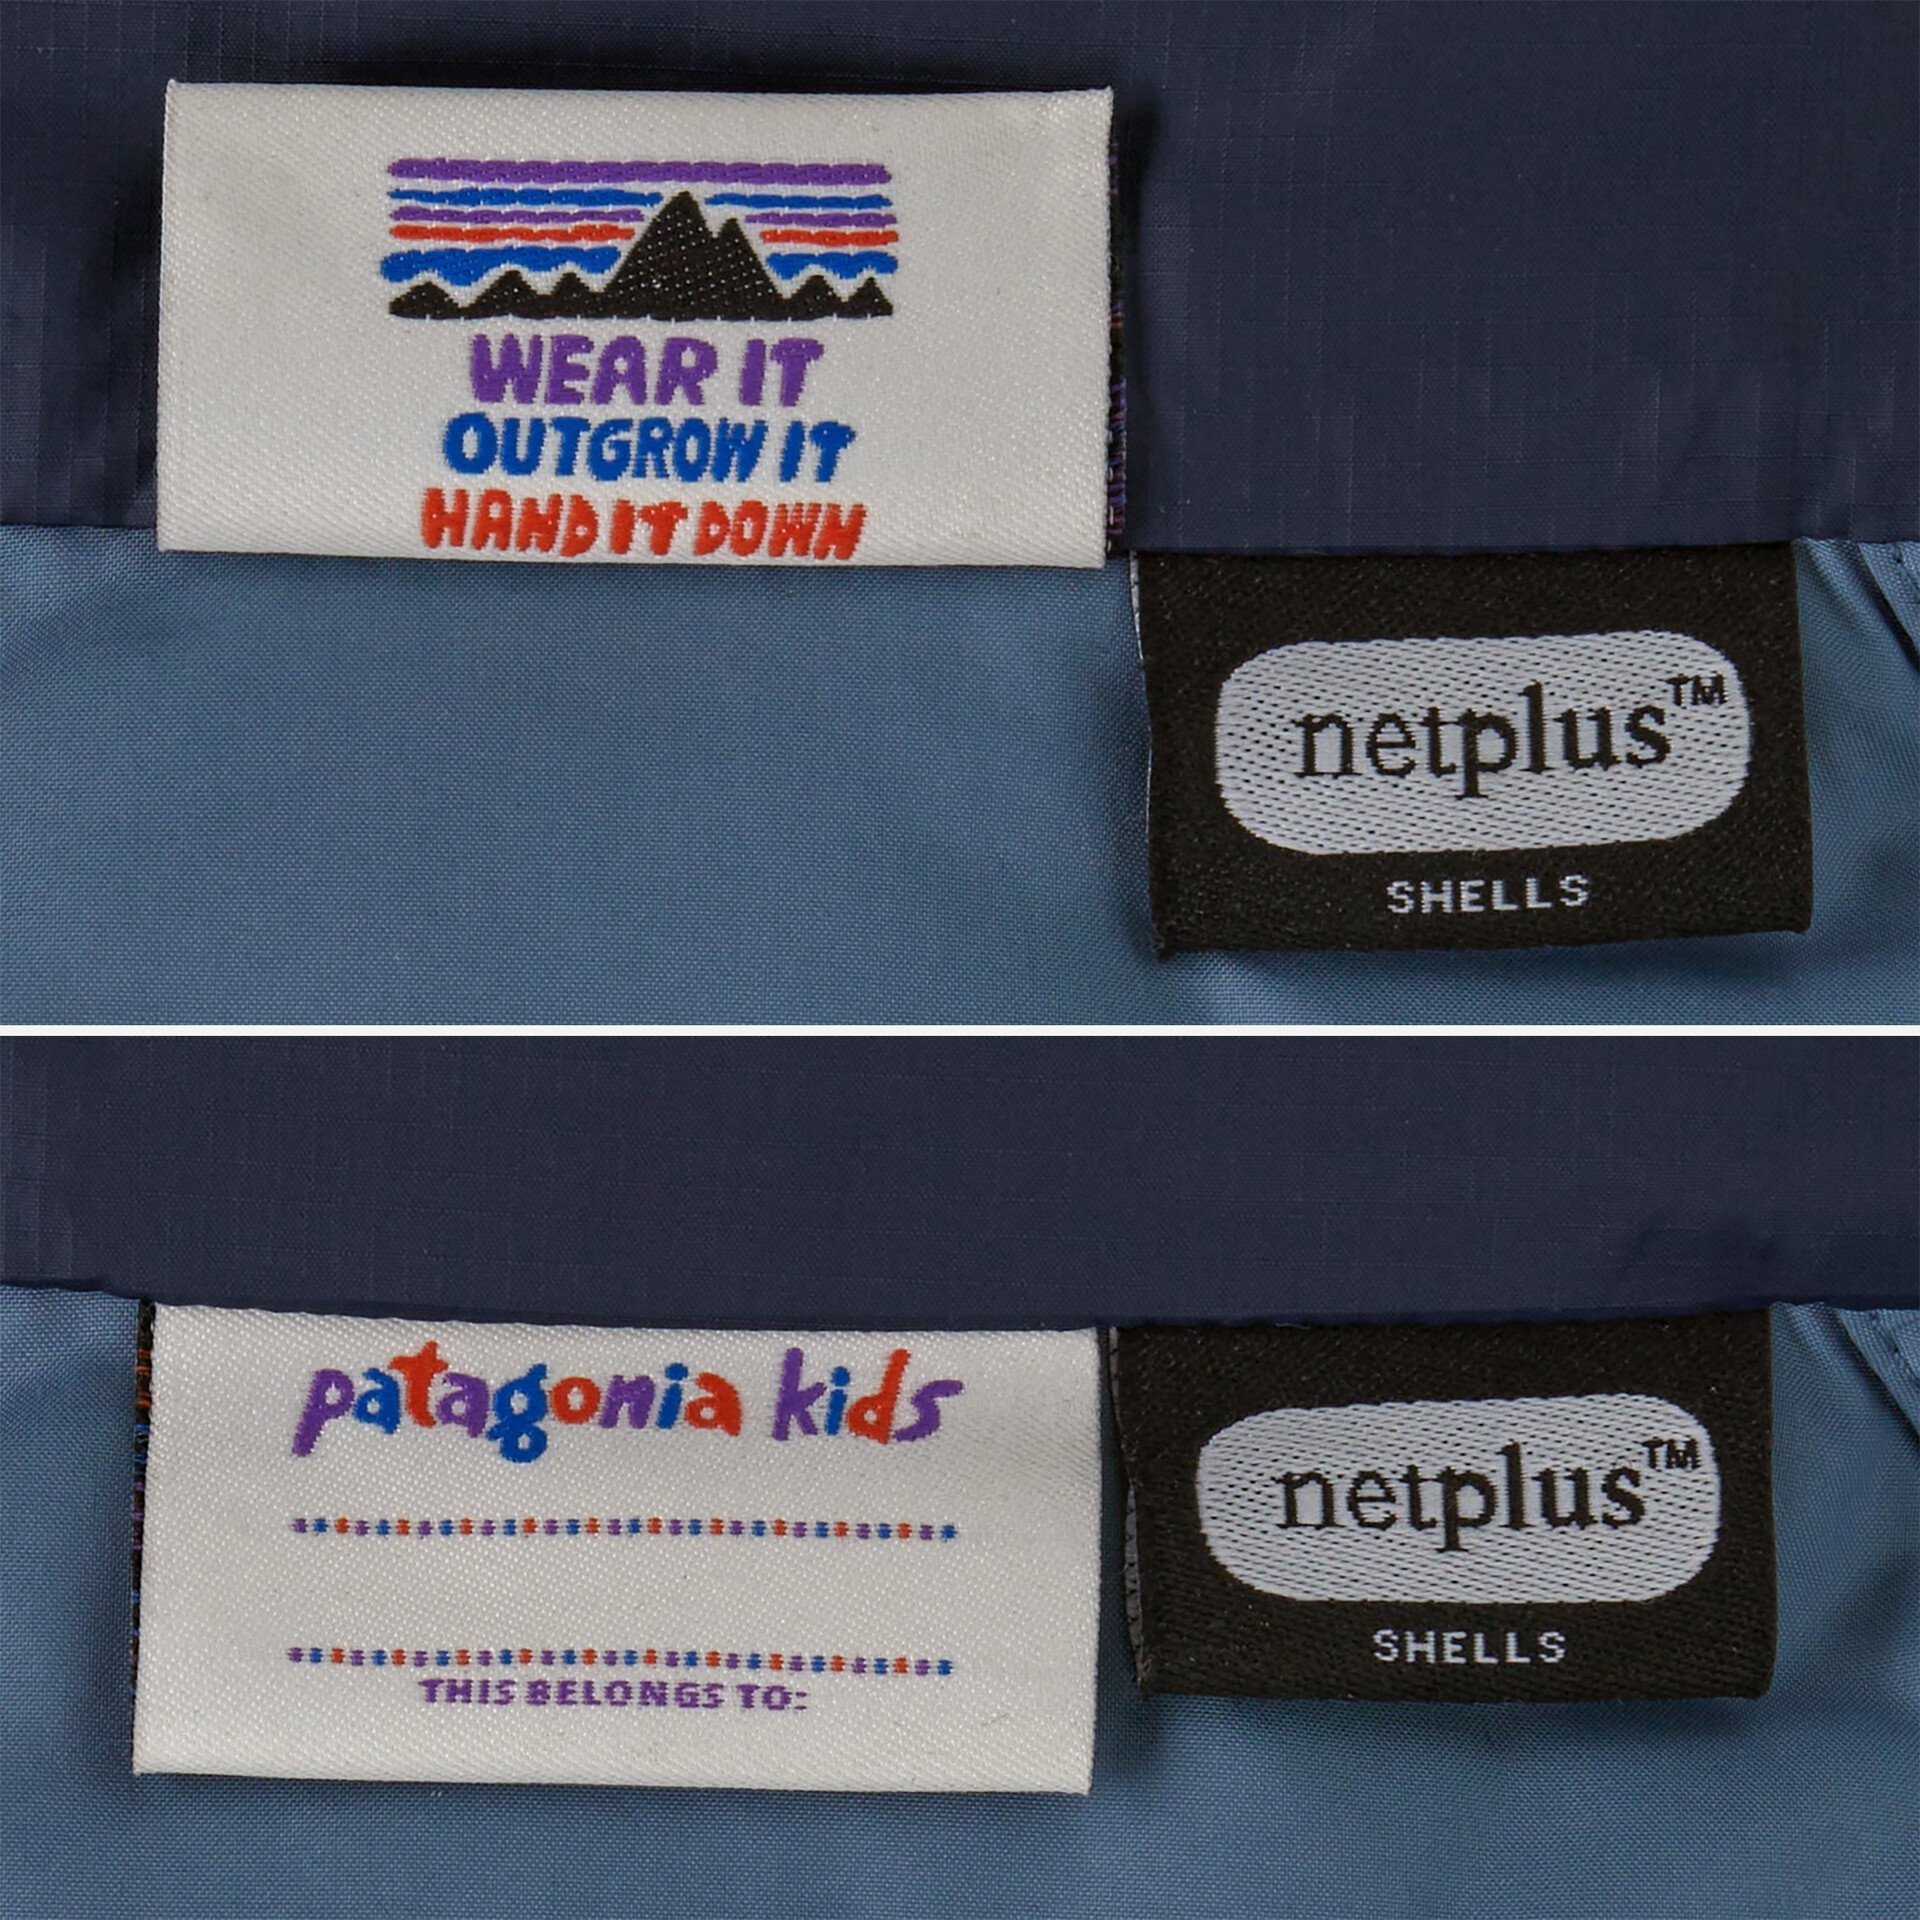 WEAR IT
OUTGROW IT
HAND IT DOWN
netplus™
SHELLS
patagonia kids
THIS BELONGS TO:
netplus™
SHELLS